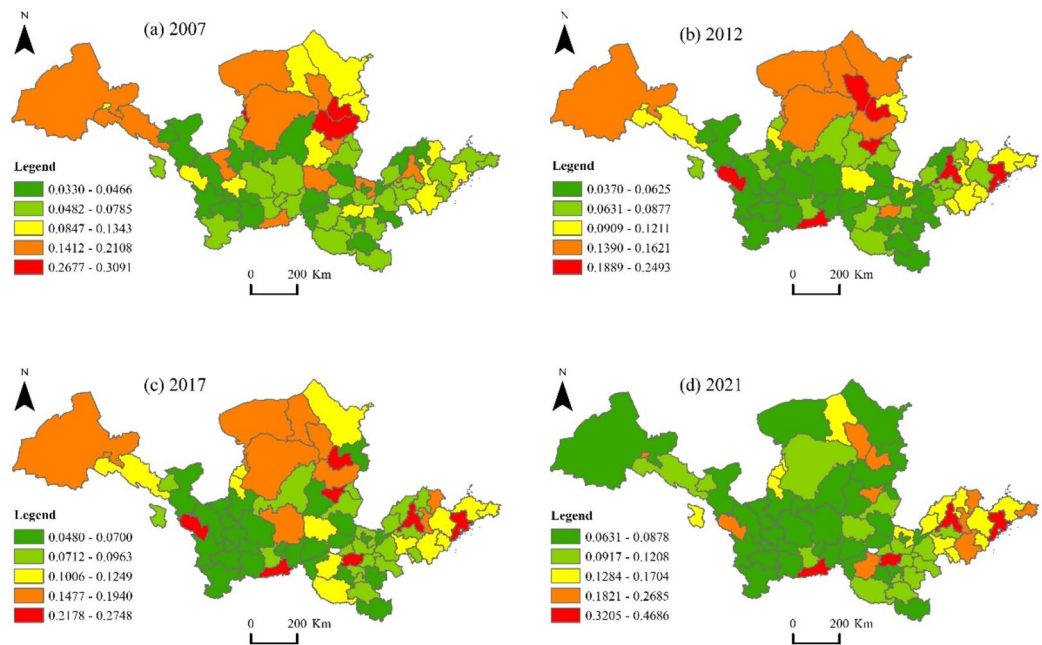 N
(a) 2007
Legend
0.0330 - 0.0466
0.0482 - 0.0785
0.0847 - 0.1343
0.1412 - 0.2108
0.2677 - 0.3091
0 200 Km
N
(b) 2012
Legend
0.0370 - 0.0625
0.0631 - 0.0877
0.0909 - 0.1211
0.1390 - 0.1621
0.1889 - 0.2493
0 200 Km
N
(c) 2017
Legend
0.0480 - 0.0700
0.0712 - 0.0963
0.1006 - 0.1249
0.1477 - 0.1940
0.2178 - 0.2748
0 200 Km
N
(d) 2021
Legend
0.0631 - 0.0878
0.0917 - 0.1208
0.1284 - 0.1704
0.1821 - 0.2685
0.3205 - 0.4686
0 200 Km